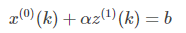 x⁽⁰⁾(k) + αz⁽¹⁾(k) = b